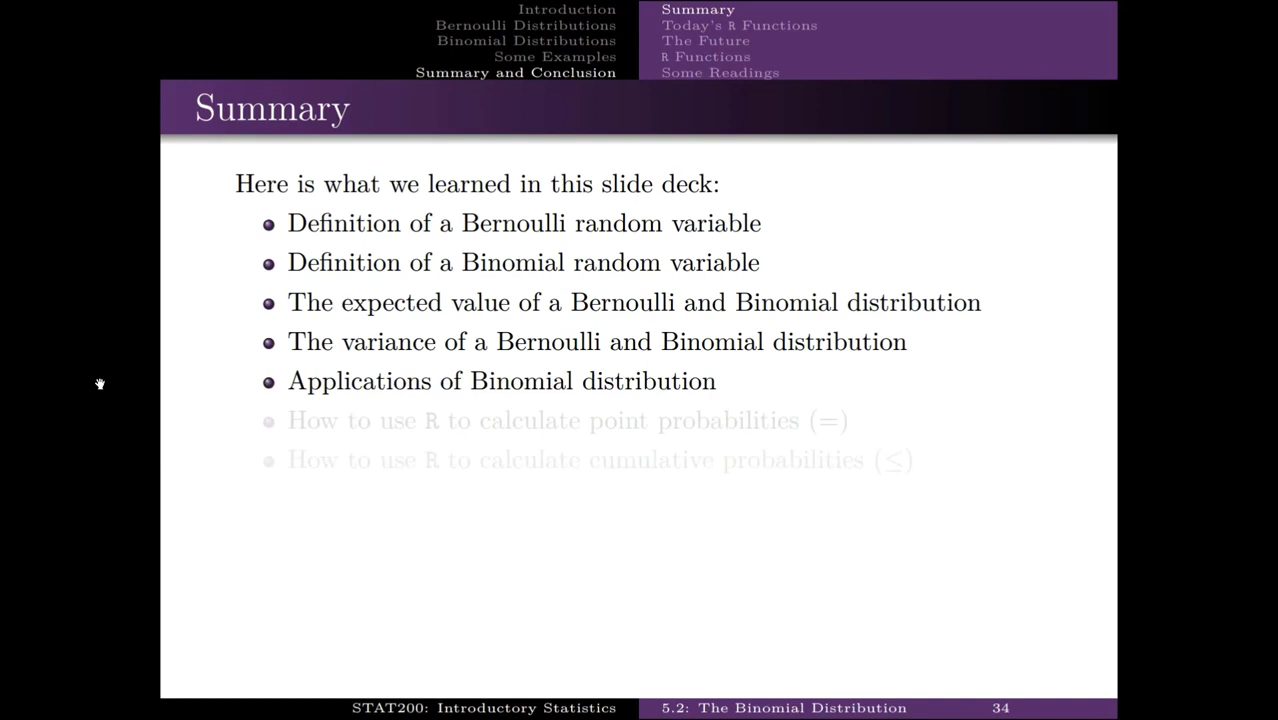 Introduction
Bernoulli Distributions
Binomial Distributions
Some Examples
Summary and Conclusion
Summary
Today's R Functions
The Future
R Functions
Some Readings
Summary
Here is what we learned in this slide deck:
Definition of a Bernoulli random variable
Definition of a Binomial random variable
The expected value of a Bernoulli and Binomial distribution
The variance of a Bernoulli and Binomial distribution
Applications of Binomial distribution
How to use R to calculate point probabilities (=)
How to use R to calculate cumulative probabilities (≤)
STAT200: Introductory Statistics
5.2: The Binomial Distribution
34